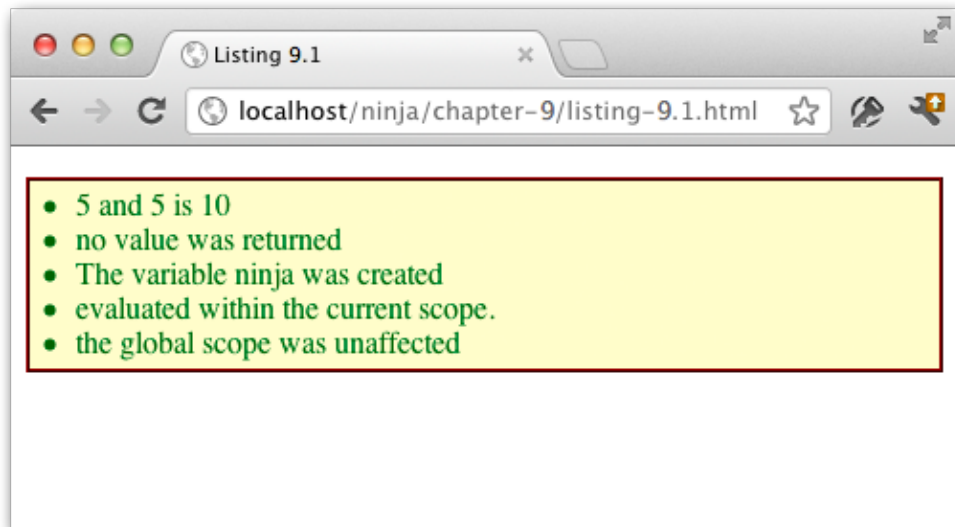 Listing 9.1
localhost/ninja/chapter-9/listing-9.1.html
5 and 5 is 10
no value was returned
The variable ninja was created
evaluated within the current scope.
the global scope was unaffected